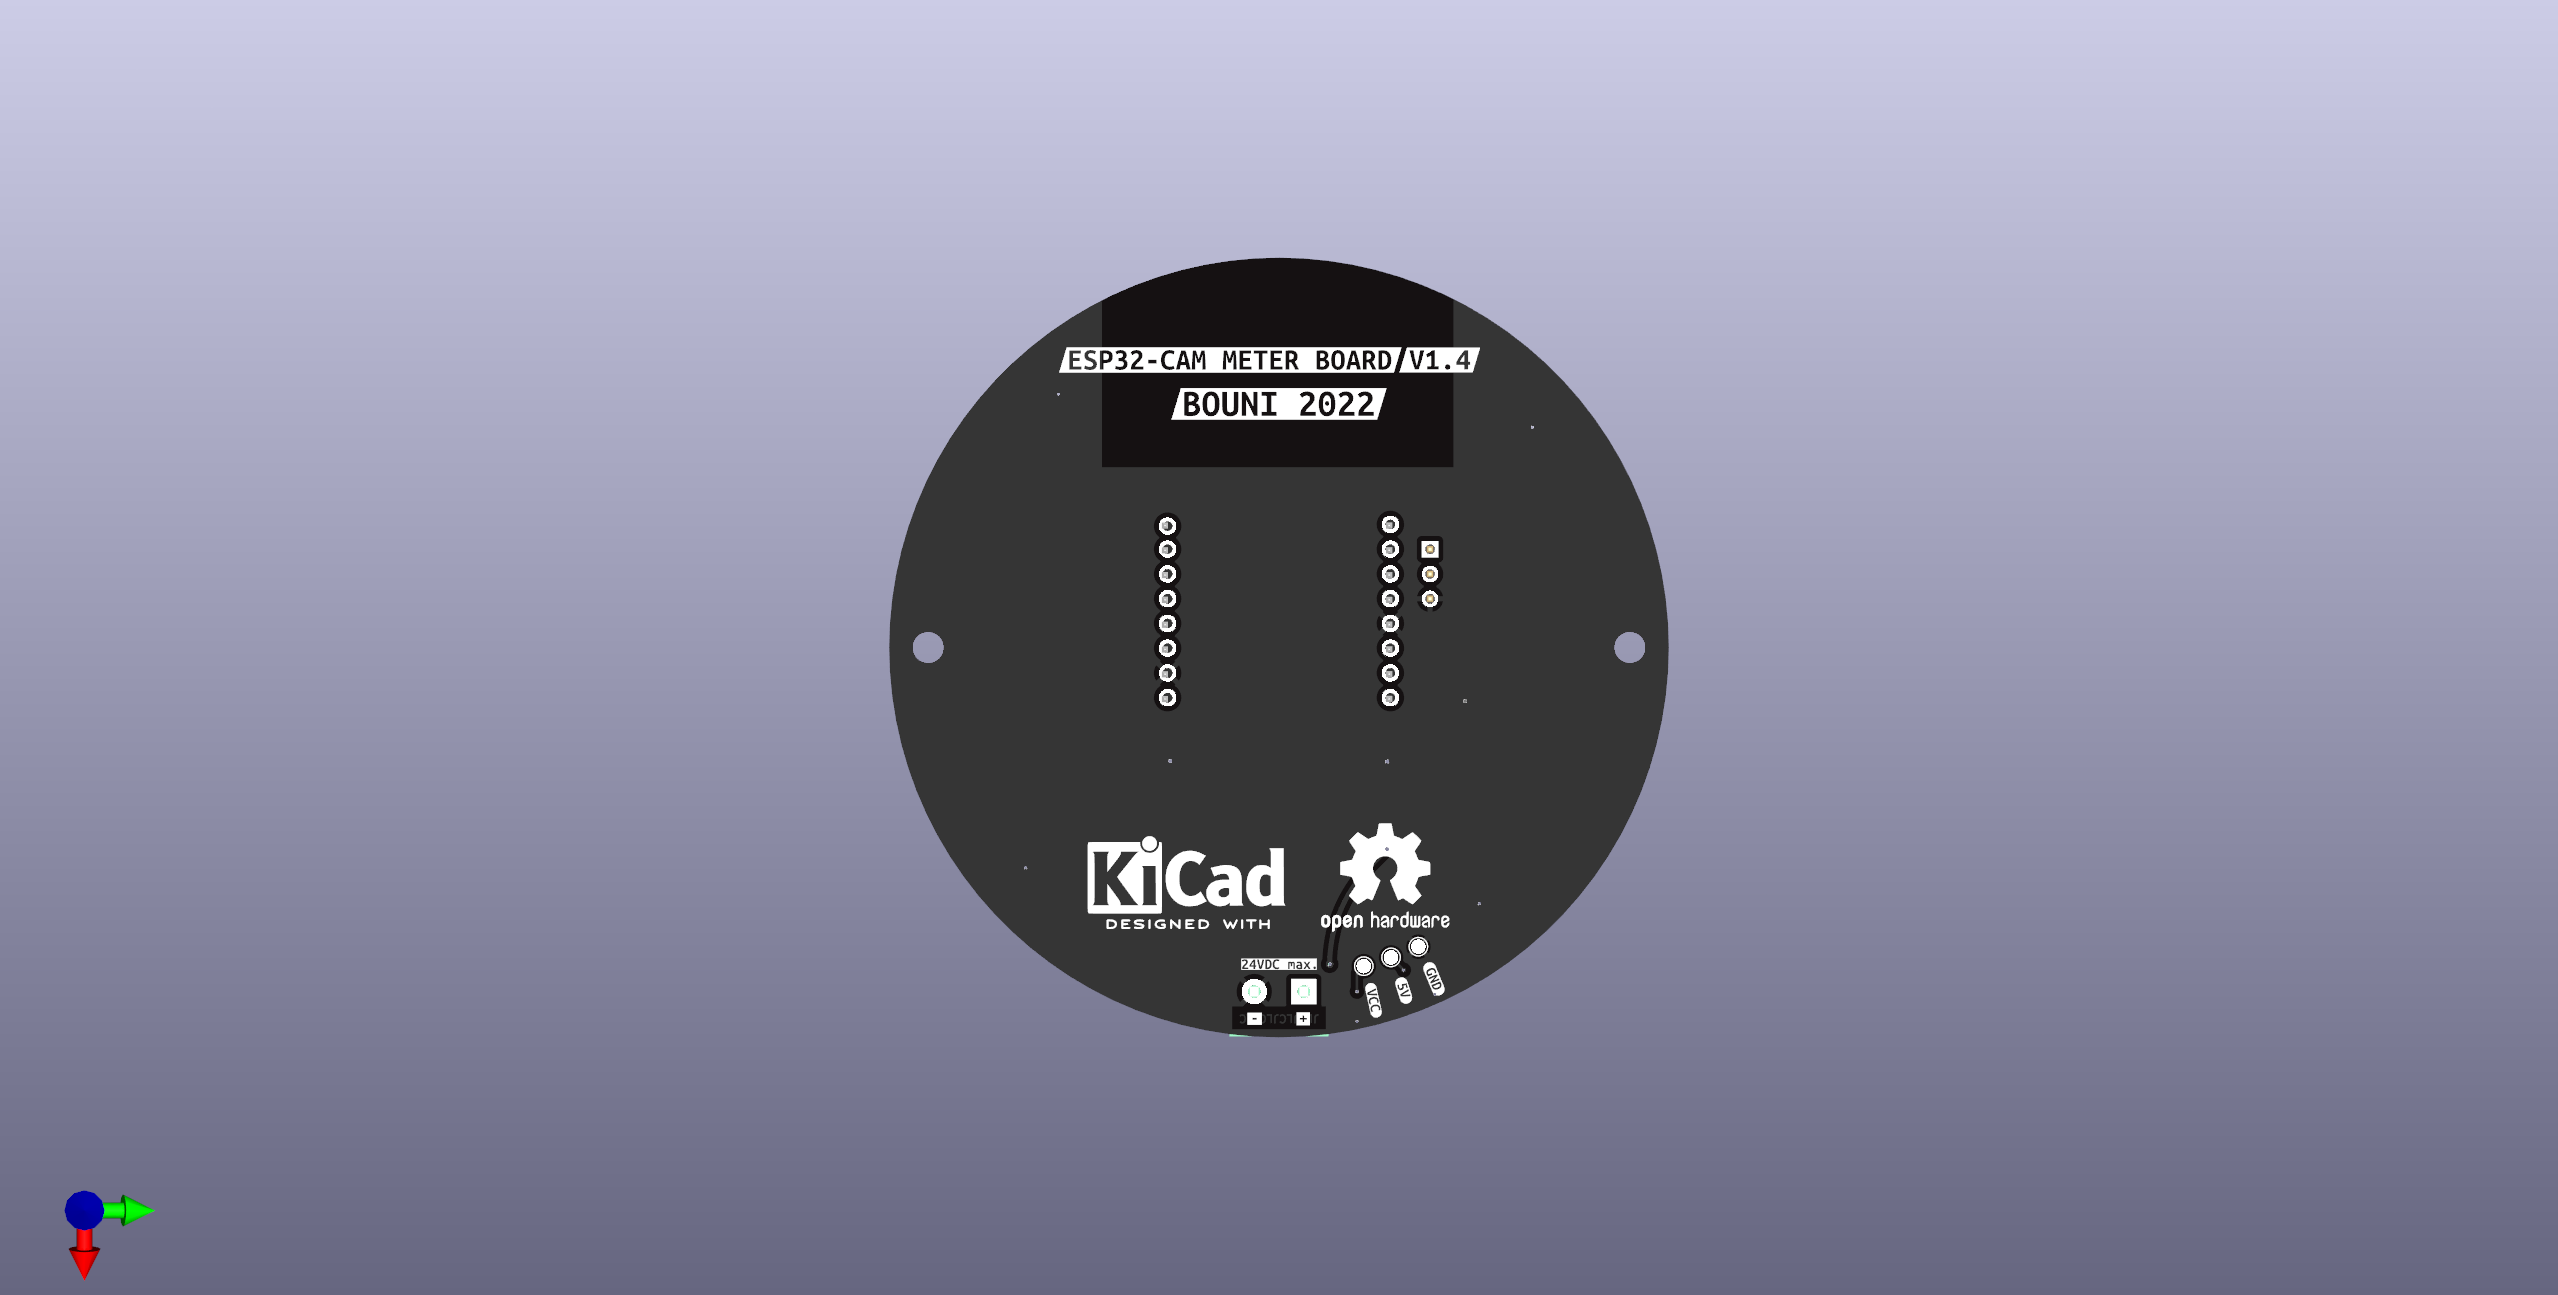 ESP32-CAM METER BOARD/V1.4
BOUNI 2022
KiCad
DESIGNED WITH
open hardware
24VDC max.
VCC
5V
GND
- +